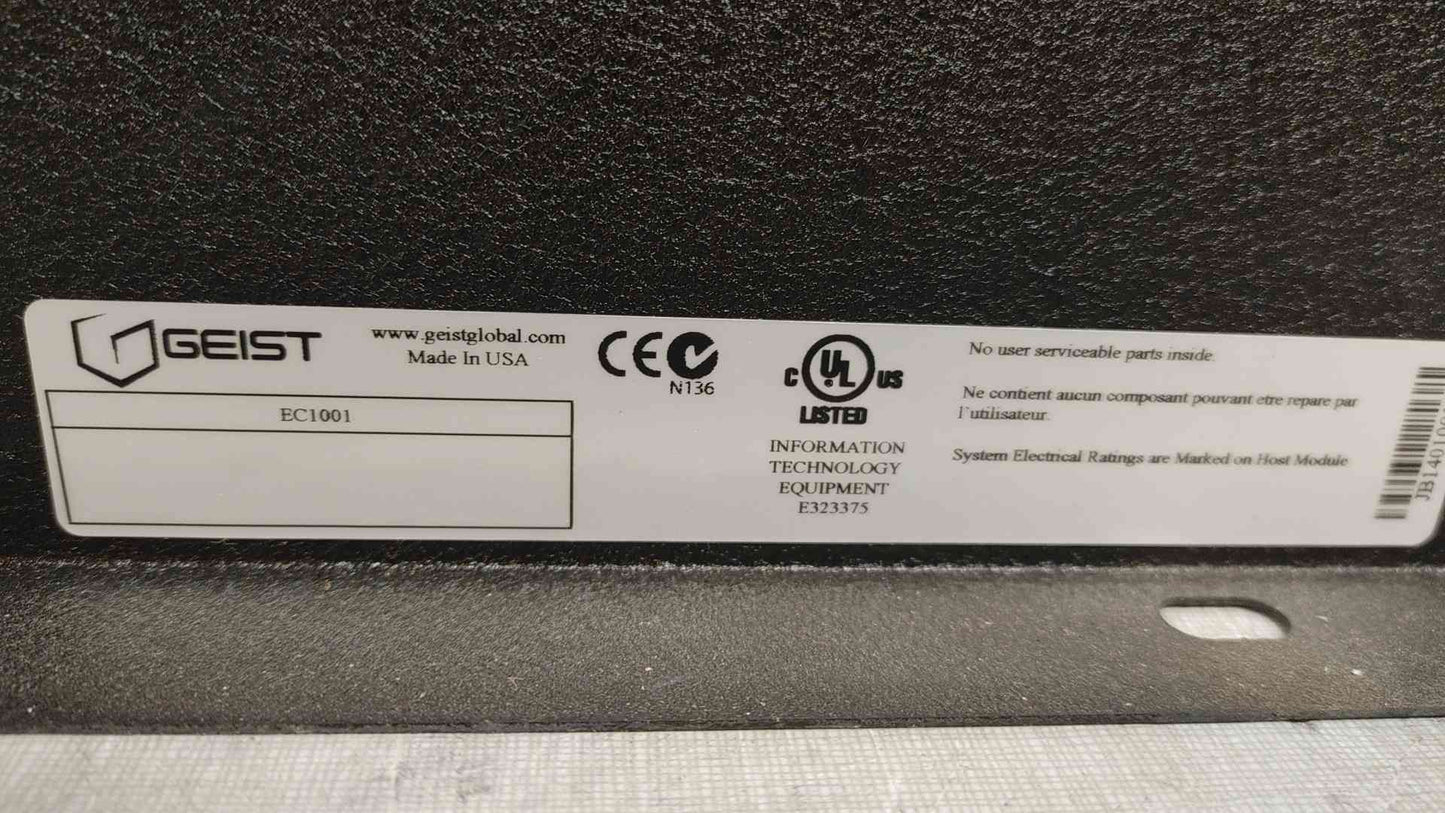 GEIST
www.geistglobal.com
Made In USA
CE
N136
EC1001
C UL US
LISTED
INFORMATION
TECHNOLOGY
EQUIPMENT
E323375
No user serviceable parts inside.
Ne contient aucun composant pouvant etre repare par
l'utilisateur.
System Electrical Ratings are Marked on Host Module